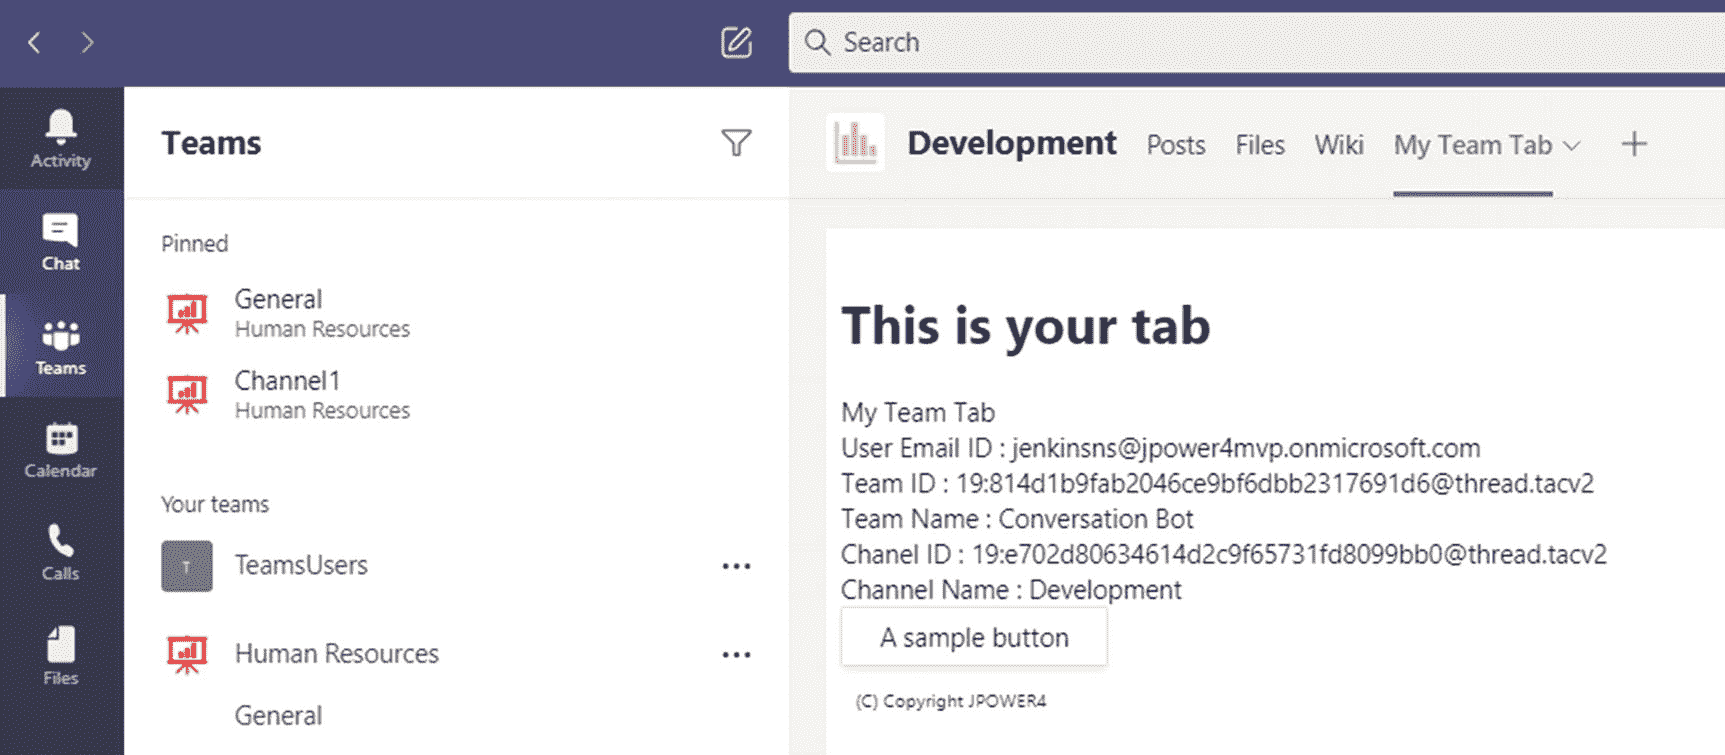 Search
Activity
Chat
Teams
Calendar
Calls
Files
Teams
Pinned
General
Human Resources
Channel1
Human Resources
Your teams
T TeamsUsers
Human Resources
General
Development Posts Files Wiki My Team Tab
This is your tab
My Team Tab
User Email ID : jenkinsns@jpower4mvp.onmicrosoft.com
Team ID : 19:814d1b9fab2046ce9bf6dbb2317691d6@thread.tacv2
Team Name : Conversation Bot
Chanel ID : 19:e702d80634614d2c9f65731fd8099bb0@thread.tacv2
Channel Name : Development
A sample button
(C) Copyright JPOWER4